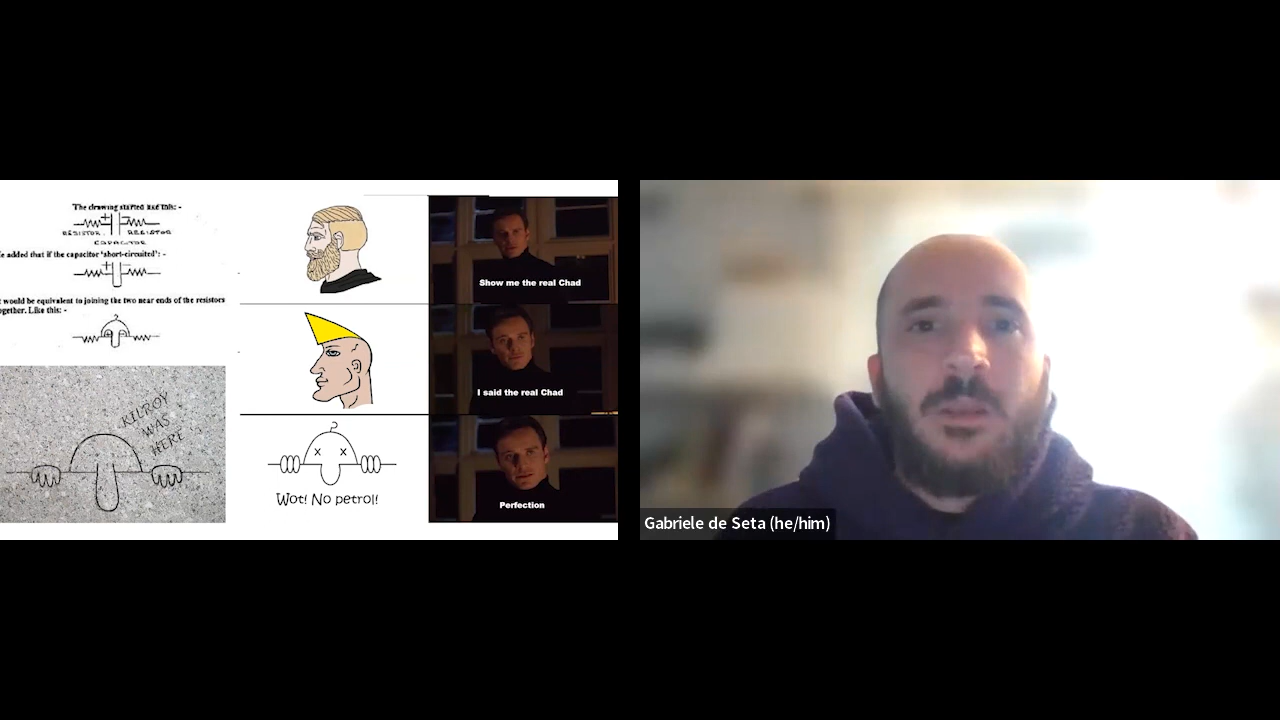 The drawing started like this: -
RESISTOR. RESISTOR
CAPACITOR
e added that if the capacitor 'short-circuited': -
would be equivalent to joining the two near ends of the resistors
ogether. Like this: -
KILROY
WAS
HERE
Show me the real Chad
I said the real Chad
Wot! No petrol!
Perfection
Gabriele de Seta (he/him)